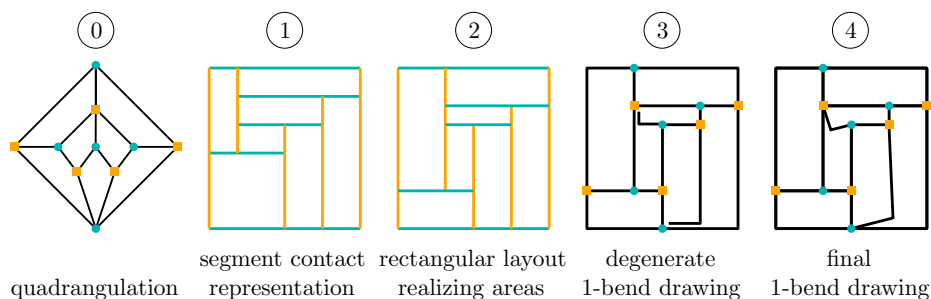 0 1 2 3 4
segment contact rectangular layout degenerate final
quadrangulation representation realizing areas 1-bend drawing 1-bend drawing